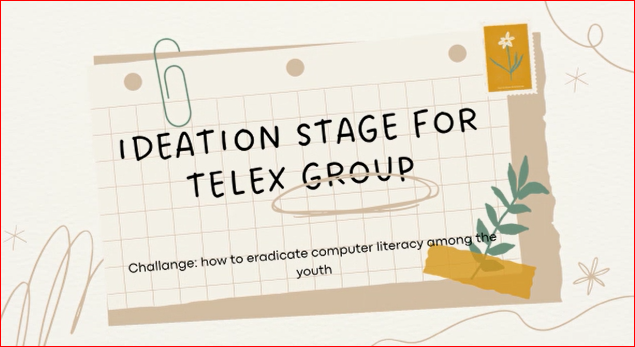 IDEATION STAGE FOR
TELEX GROUP
Challange: how to eradicate computer literacy among the
youth